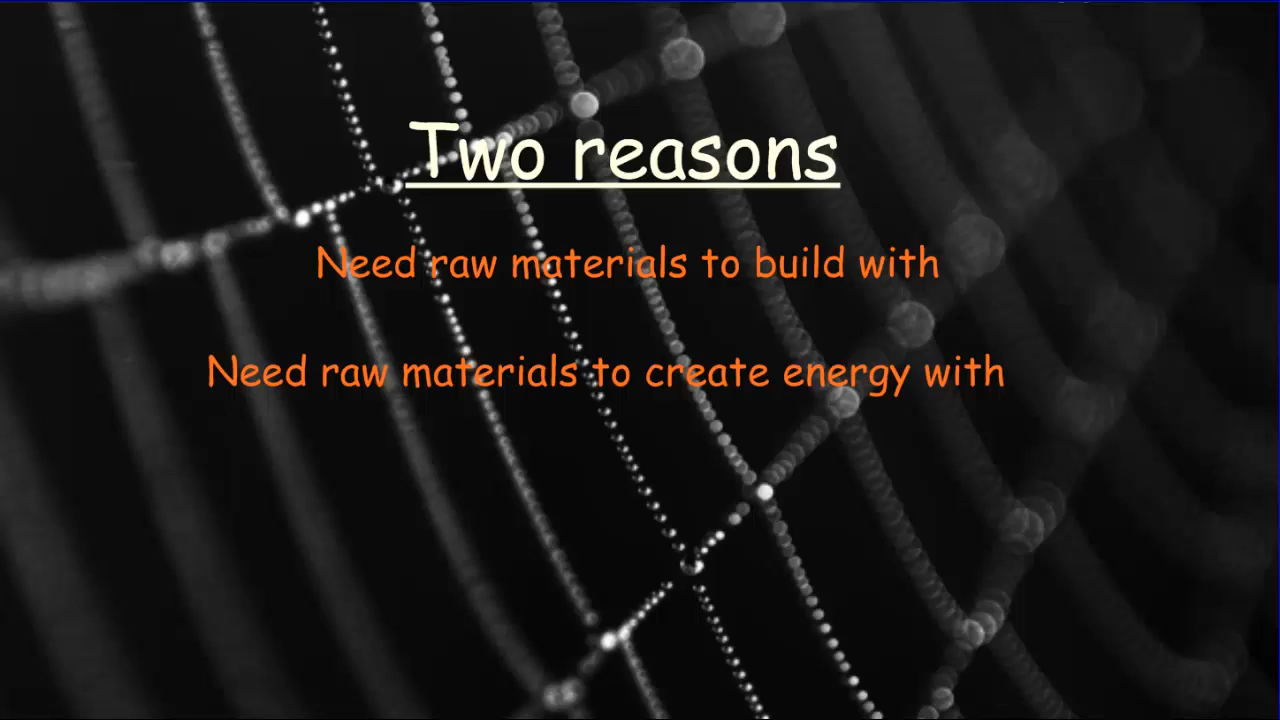 Two reasons
Need raw materials to build with
Need raw materials to create energy with